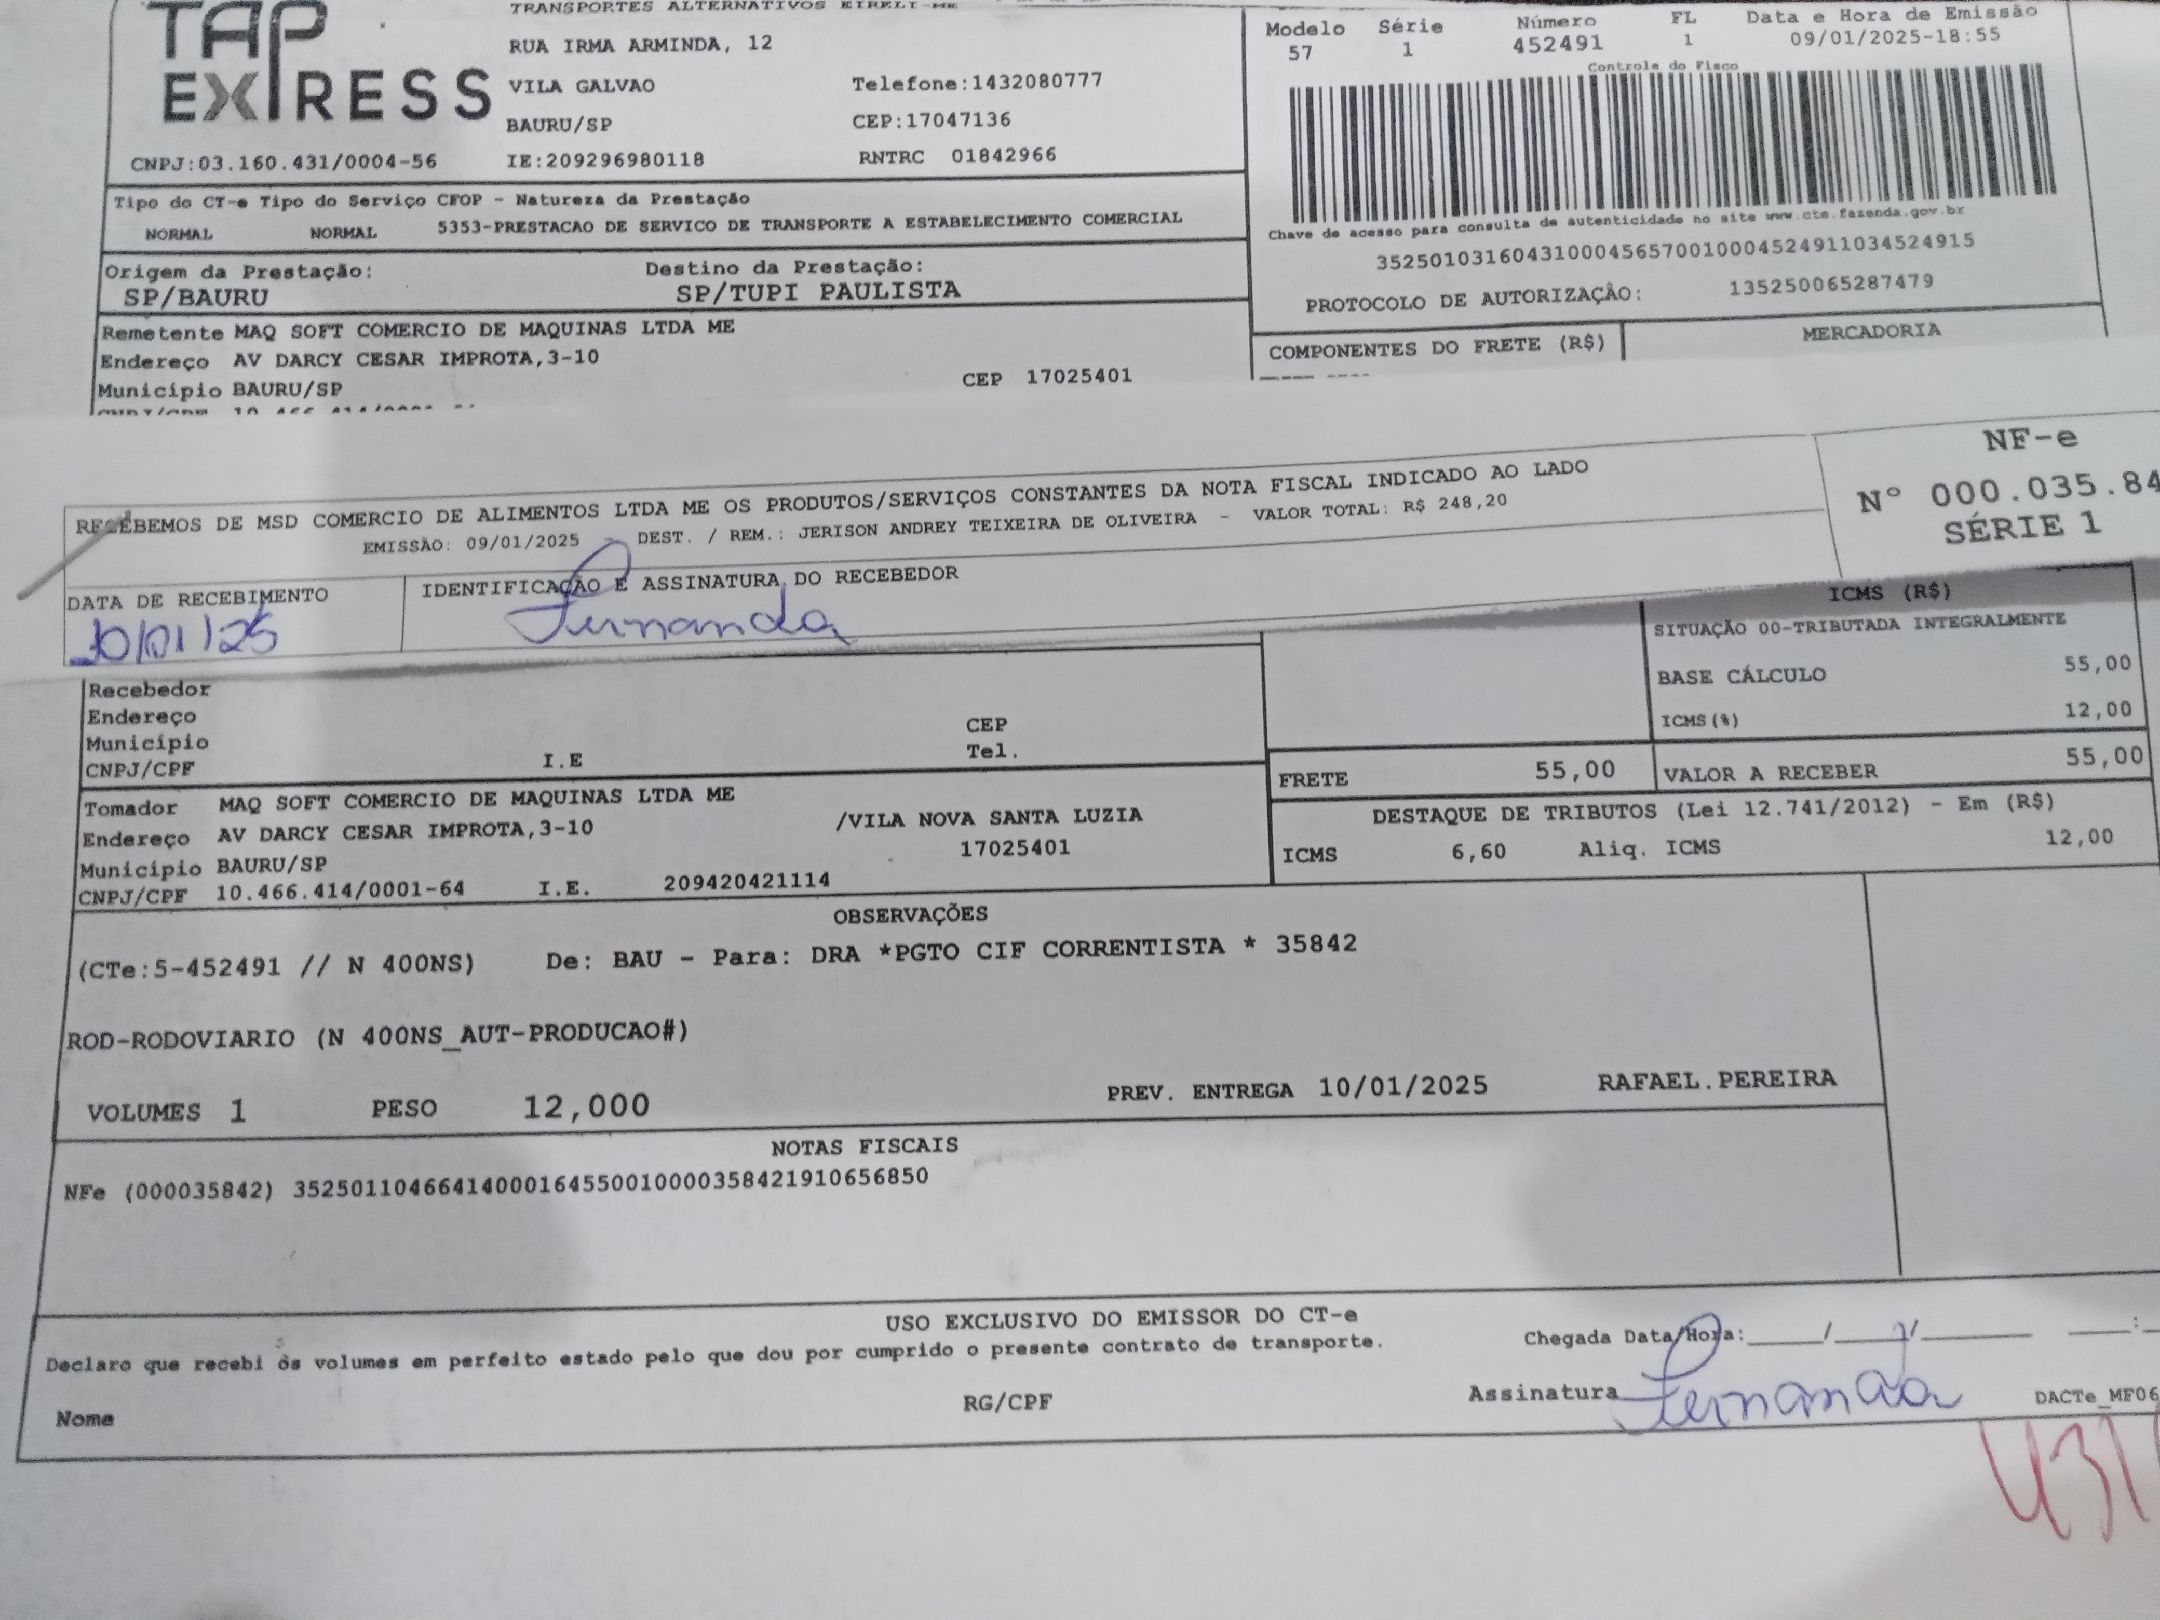 TAP EXPRESS
TRANSPORTES ALTERNATIVOS EIRELI-ME
RUA IRMA ARMINDA, 12
VILA GALVAO Telefone:1432080777
BAURU/SP CEP:17047136
CNPJ:03.160.431/0004-56 IE:209296980118 RNTRC 01842966
Modelo Série Número FL Data e Hora de Emissão
57 1 452491 1 09/01/2025-18:55
Controle do Fisco
Chave de acesso para consulta de autenticidade no site www.cte.fazenda.gov.br
35250103160431000456570010004524911034524915
PROTOCOLO DE AUTORIZAÇÃO: 135250065287479
Tipo do CT-e Tipo do Serviço CFOP - Natureza da Prestação
NORMAL NORMAL 5353-PRESTACAO DE SERVICO DE TRANSPORTE A ESTABELECIMENTO COMERCIAL
Origem da Prestação: Destino da Prestação:
SP/BAURU SP/TUPI PAULISTA
Remetente MAQ SOFT COMERCIO DE MAQUINAS LTDA ME
Endereço AV DARCY CESAR IMPROTA,3-10
Município BAURU/SP CEP 17025401
COMPONENTES DO FRETE (R$) MERCADORIA
RECEBEMOS DE MSD COMERCIO DE ALIMENTOS LTDA ME OS PRODUTOS/SERVIÇOS CONSTANTES DA NOTA FISCAL INDICADO AO LADO
EMISSÃO: 09/01/2025 - DEST. / REM.: JERISON ANDREY TEIXEIRA DE OLIVEIRA - VALOR TOTAL: R$ 248,20
NF-e
Nº 000.035.84
SÉRIE 1
DATA DE RECEBIMENTO IDENTIFICAÇÃO E ASSINATURA DO RECEBEDOR
10/01/25 Fernanda
ICMS (R$)
SITUAÇÃO 00-TRIBUTADA INTEGRALMENTE
BASE CÁLCULO 55,00
ICMS(%) 12,00
Recebedor
Endereço
Município CEP
CNPJ/CPF I.E Tel.
FRETE 55,00 VALOR A RECEBER 55,00
Tomador MAQ SOFT COMERCIO DE MAQUINAS LTDA ME
Endereço AV DARCY CESAR IMPROTA,3-10 /VILA NOVA SANTA LUZIA
Município BAURU/SP 17025401
CNPJ/CPF 10.466.414/0001-64 I.E. 209420421114
DESTAQUE DE TRIBUTOS (Lei 12.741/2012) - Em (R$)
ICMS 6,60 Aliq. ICMS 12,00
OBSERVAÇÕES
(CTe:5-452491 // N 400NS) De: BAU - Para: DRA *PGTO CIF CORRENTISTA * 35842
ROD-RODOVIARIO (N 400NS_AUT-PRODUCAO#)
VOLUMES 1 PESO 12,000 PREV. ENTREGA 10/01/2025 RAFAEL.PEREIRA
NOTAS FISCAIS
NFe (000035842) 35250110466414000164550010000358421910656850
USO EXCLUSIVO DO EMISSOR DO CT-e
Declaro que recebi os volumes em perfeito estado pelo que dou por cumprido o presente contrato de transporte.
Chegada Data/Hora:_____/____/______ ___:
Nome RG/CPF Assinatura Fernanda DACTe_MF06
431